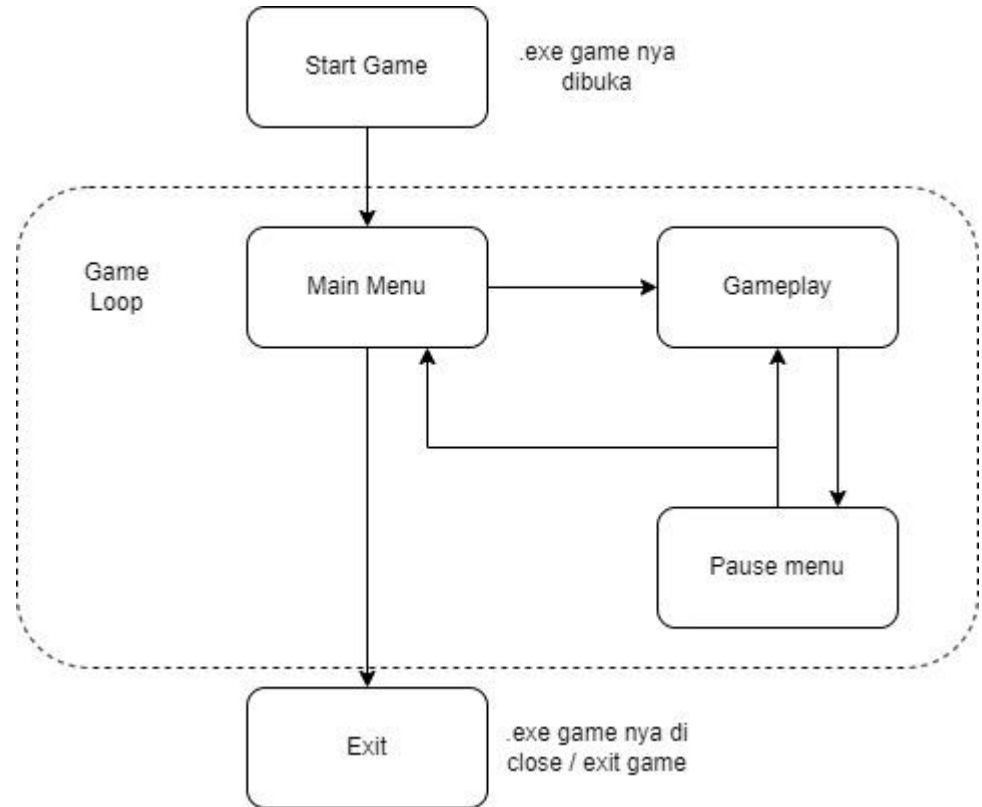 Start Game
.exe game nya
dibuka
Game
Loop
Main Menu
Gameplay
Pause menu
Exit
.exe game nya di
close / exit game